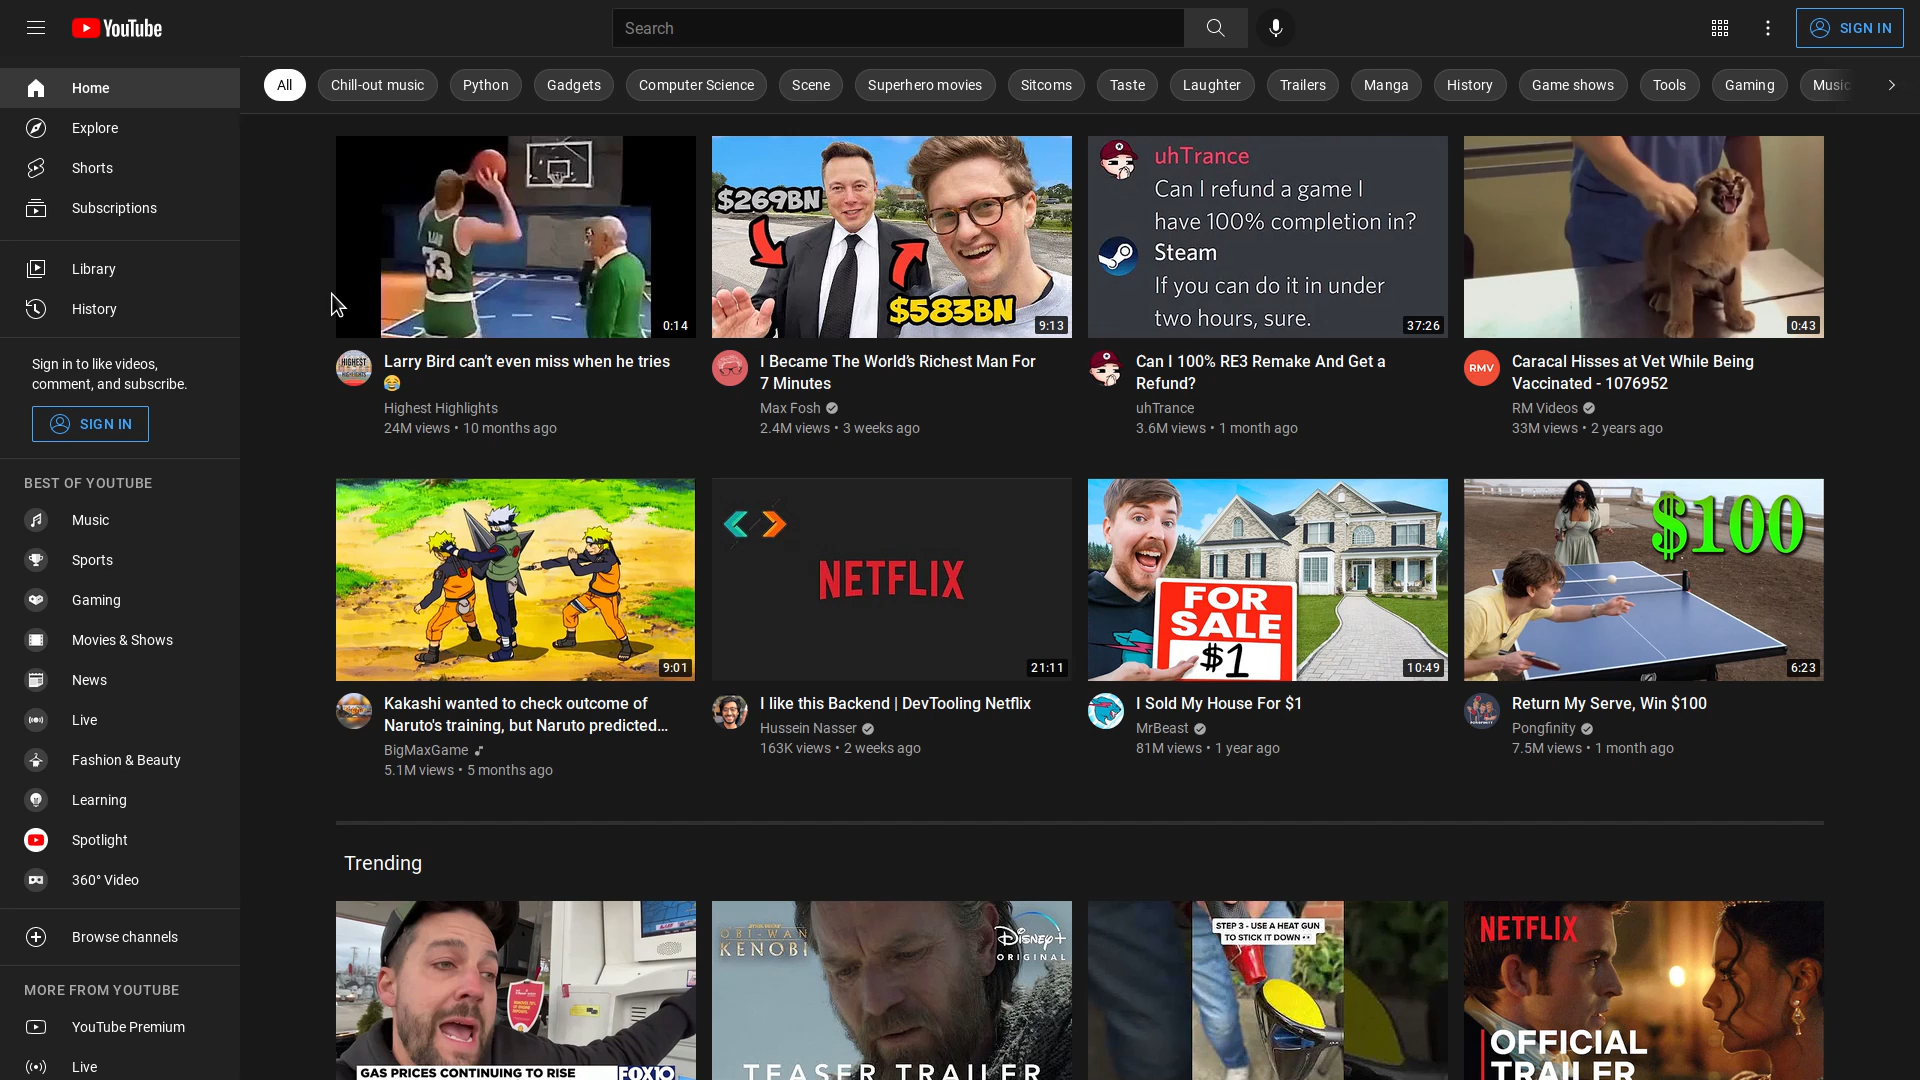 YouTube
Search
SIGN IN
Home
Explore
Shorts
Subscriptions
Library
History
Sign in to like videos,
comment, and subscribe.
SIGN IN
BEST OF YOUTUBE
Music
Sports
Gaming
Movies & Shows
News
Live
Fashion & Beauty
Learning
Spotlight
360° Video
Browse channels
MORE FROM YOUTUBE
YouTube Premium
Live
All
Chill-out music
Python
Gadgets
Computer Science
Scene
Superhero movies
Sitcoms
Taste
Laughter
Trailers
Manga
History
Game shows
Tools
Gaming
Music
33
0:14
Larry Bird can't even miss when he tries
😂
Highest Highlights
24M views • 10 months ago
$269BN
$583BN
9:13
I Became The World's Richest Man For
7 Minutes
Max Fosh
2.4M views • 3 weeks ago
uhTrance
Can I refund a game I
have 100% completion in?
Steam
If you can do it in under
two hours, sure.
37:26
Can I 100% RE3 Remake And Get a
Refund?
uhTrance
3.6M views • 1 month ago
0:43
RMV
Caracal Hisses at Vet While Being
Vaccinated - 1076952
RM Videos
33M views • 2 years ago
9:01
Kakashi wanted to check outcome of
Naruto's training, but Naruto predicted...
BigMaxGame
5.1M views • 5 months ago
NETFLIX
21:11
I like this Backend | DevTooling Netflix
Hussein Nasser
163K views • 2 weeks ago
FOR
SALE
$1
10:49
I Sold My House For $1
MrBeast
81M views • 1 year ago
$100
6:23
Return My Serve, Win $100
Pongfinity
7.5M views • 1 month ago
Trending
GAS PRICES CONTINUING TO RISE
FOX10
OBI-WAN
KENOBI
Disney+
ORIGINAL
TEASER TRAILER
STEP 3 - USE A HEAT GUN
TO STICK IT DOWN
NETFLIX
OFFICIAL
TRAILER